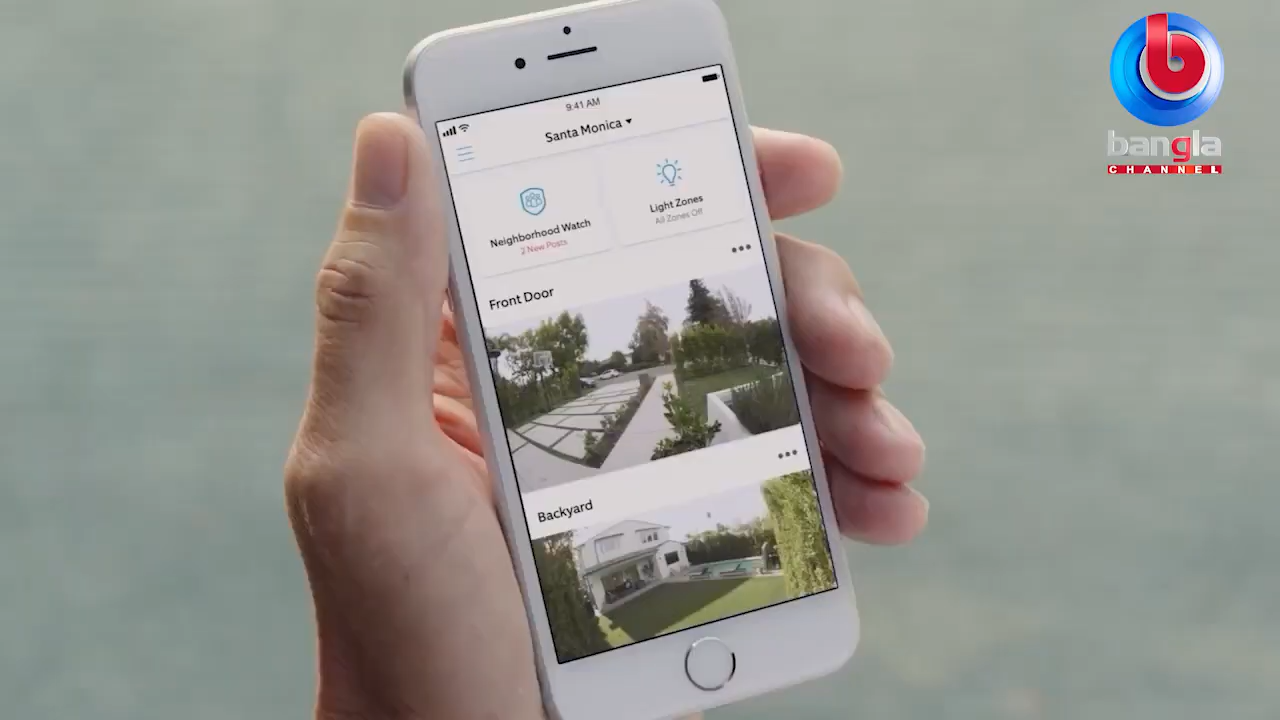 9:41 AM
Santa Monica
Neighborhood Watch
2 New Posts
Light Zones
All Zones Off
Front Door
Backyard
b
bangla
CHANNEL